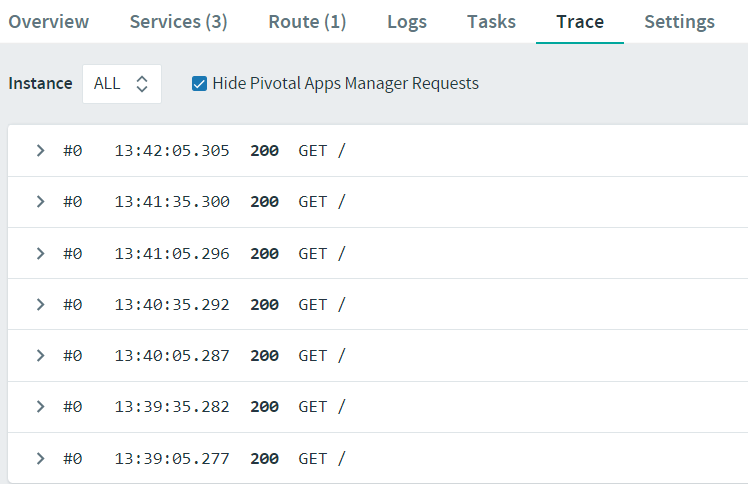 Overview Services (3) Route (1) Logs Tasks Trace Settings
Instance ALL Hide Pivotal Apps Manager Requests
#0 13:42:05.305 200 GET /
#0 13:41:35.300 200 GET /
#0 13:41:05.296 200 GET /
#0 13:40:35.292 200 GET /
#0 13:40:05.287 200 GET /
#0 13:39:35.282 200 GET /
#0 13:39:05.277 200 GET /